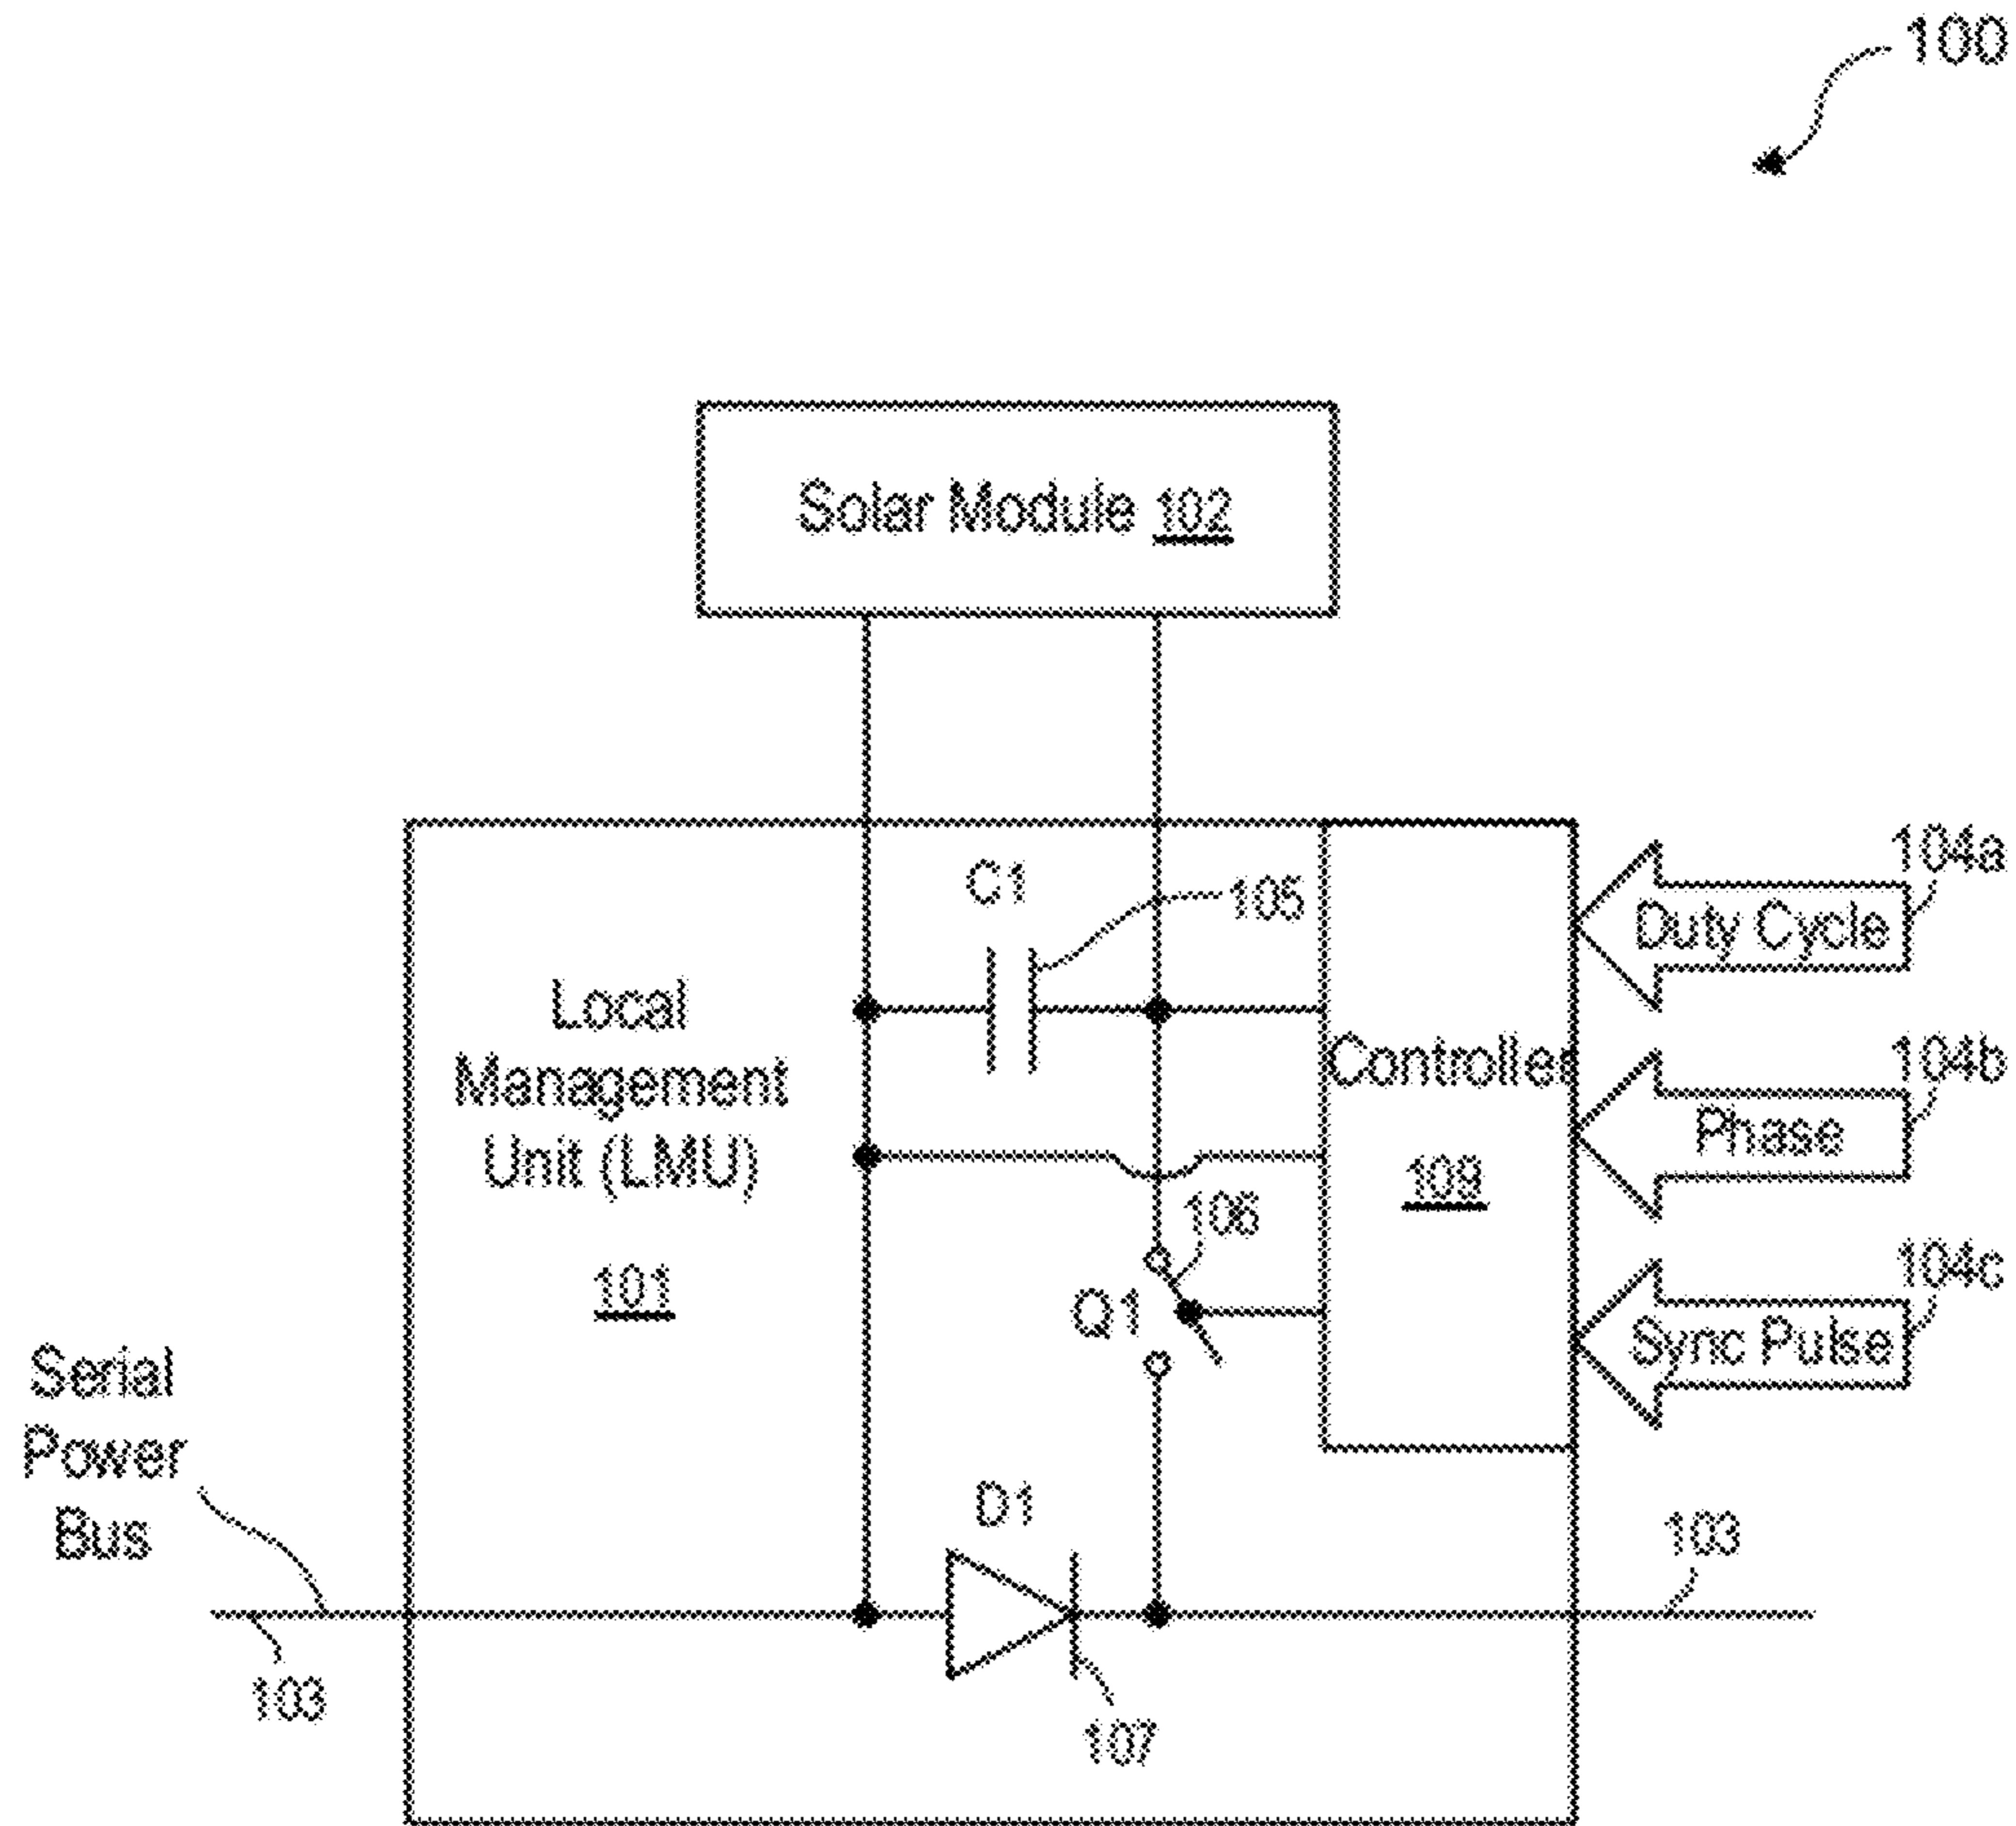 100
Solar Module 102
C1
105
104a
Duty Cycle
Local
Management
Unit (LMU)
101
Controller
109
104b
Phase
106
Q1
104c
Sync Pulse
Serial
Power
Bus
D1
103
103
107